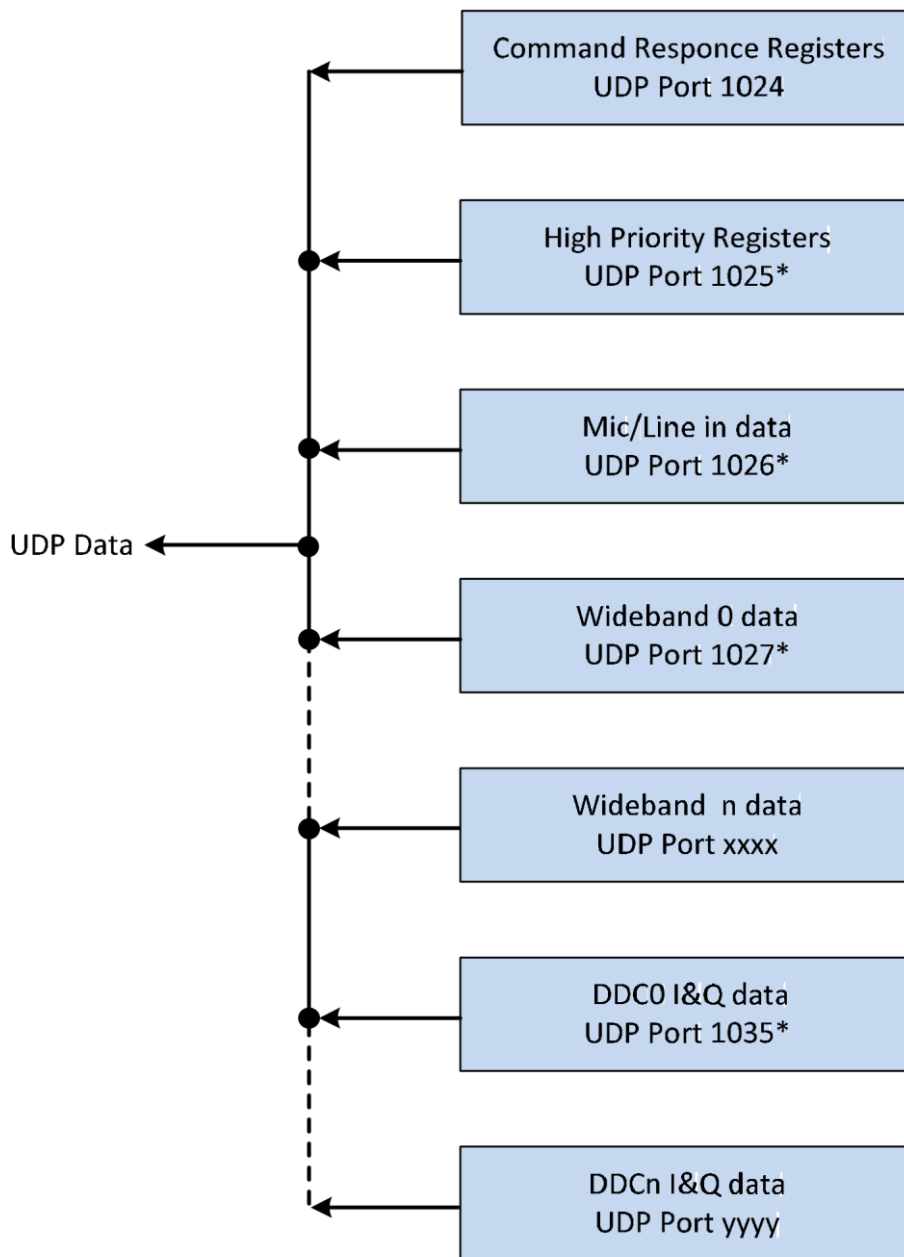 Command Responce Registers
UDP Port 1024
High Priority Registers
UDP Port 1025*
Mic/Line in data
UDP Port 1026*
UDP Data
Wideband 0 data
UDP Port 1027*
Wideband n data
UDP Port xxxx
DDC0 I&Q data
UDP Port 1035*
DDCn I&Q data
UDP Port yyyy